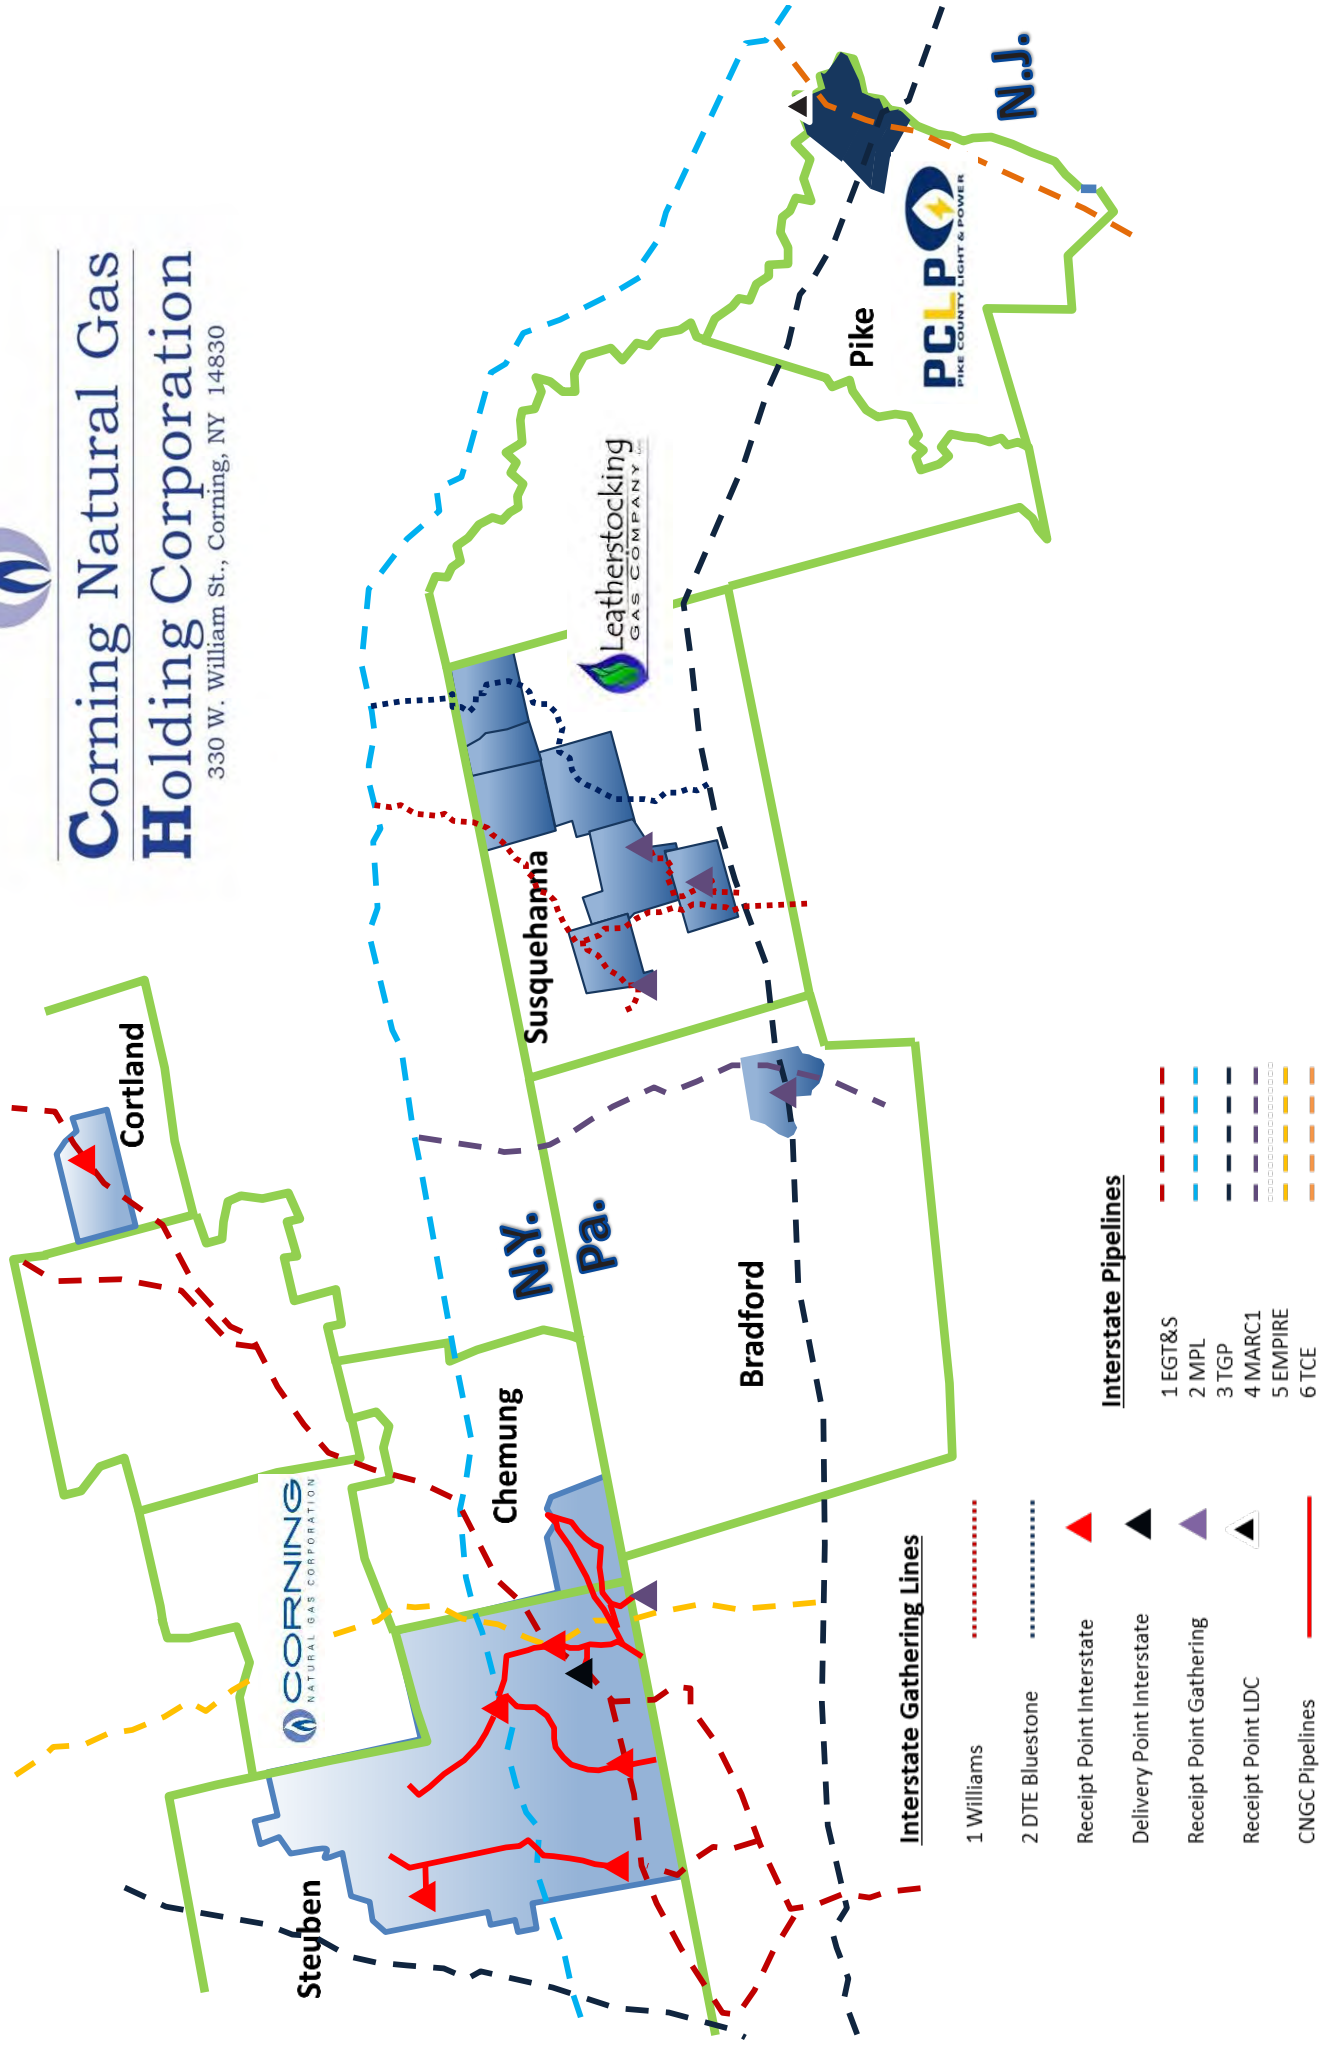 Corning Natural Gas
Holding Corporation
330 W. William St., Corning, NY 14830
Cortland
Steuben
CORNING
NATURAL GAS CORPORATION
Chemung
N.Y.
Pa.
Susquehanna
Leatherstocking
GAS COMPANY
Bradford
Pike
PCLP
PIKE COUNTY LIGHT & POWER
N.J.
Interstate Gathering Lines
1 Williams
2 DTE Bluestone
Receipt Point Interstate
Delivery Point Interstate
Receipt Point Gathering
Receipt Point LDC
CNGC Pipelines
Interstate Pipelines
1 EGT&S
2 MPL
3 TGP
4 MARC1
5 EMPIRE
6 TCE